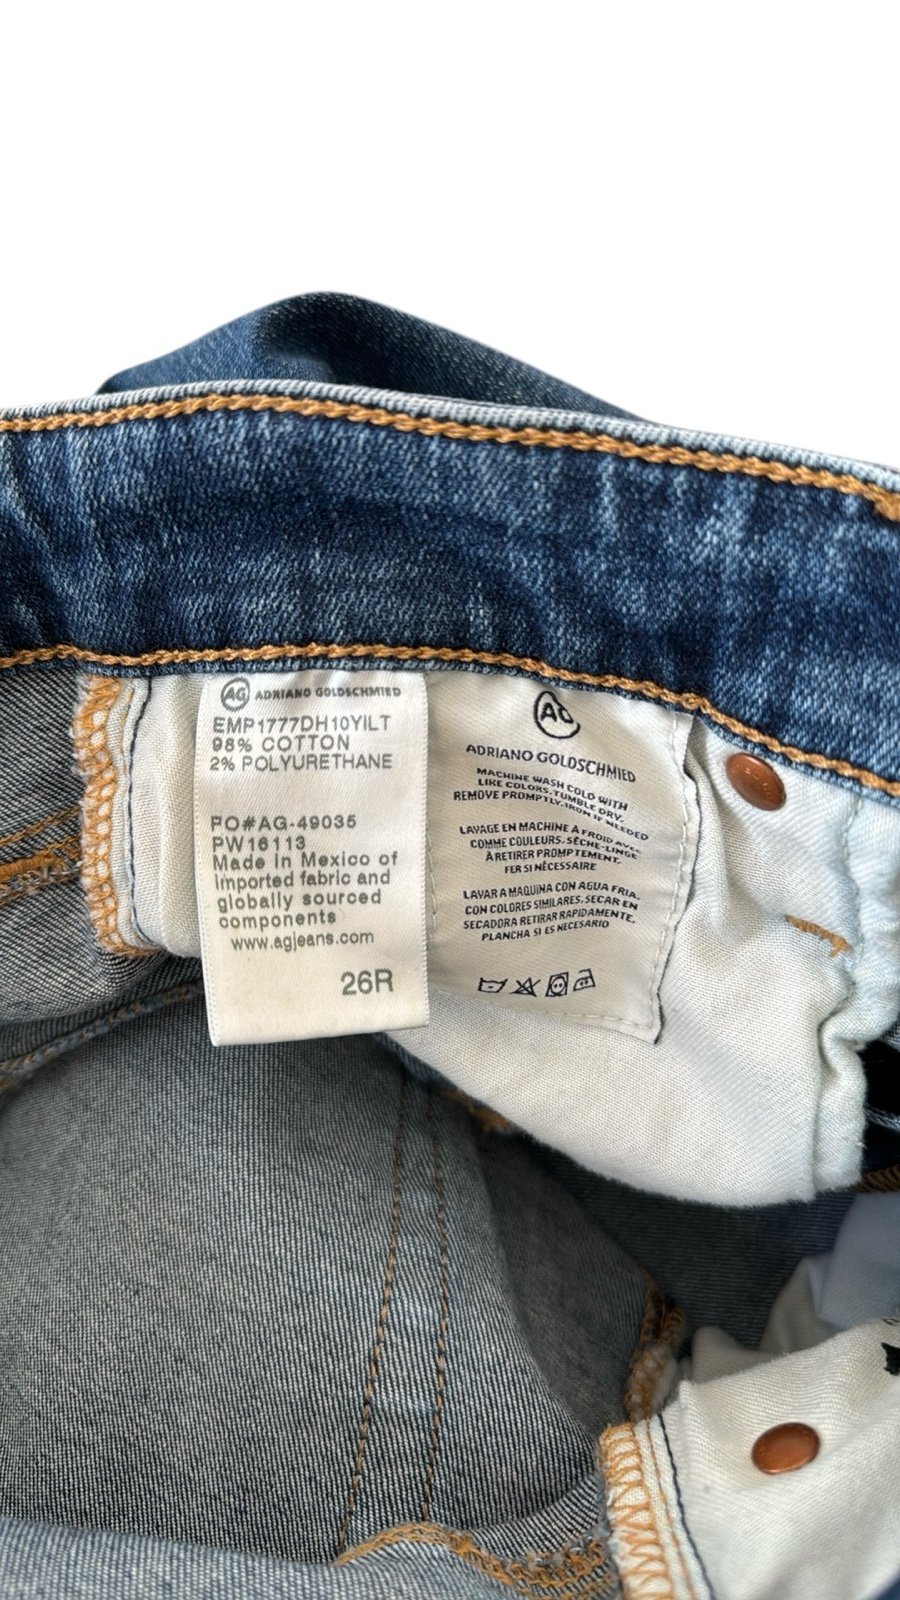 AG ADRIANO GOLDSCHMIED
EMP1777DH10YILT
98% COTTON
2% POLYURETHANE
PO#AG-49035
PW16113
Made in Mexico of
imported fabric and
globally sourced
components
www.agjeans.com
26R
AG
ADRIANO GOLDSCHMIED
MACHINE WASH COLD WITH
LIKE COLORS. TUMBLE DRY.
REMOVE PROMPTLY. IRON IF NEEDED
LAVAGE EN MACHINE À FROID AVEC
COMME COULEURS. SÈCHE-LINGE
À RETIRER PROMPTEMENT.
FER SI NÉCESSAIRE
LAVAR A MAQUINA CON AGUA FRIA.
CON COLORES SIMILARES. SECAR EN
SECADORA RETIRAR RAPIDAMENTE.
PLANCHA SI ES NECESARIO